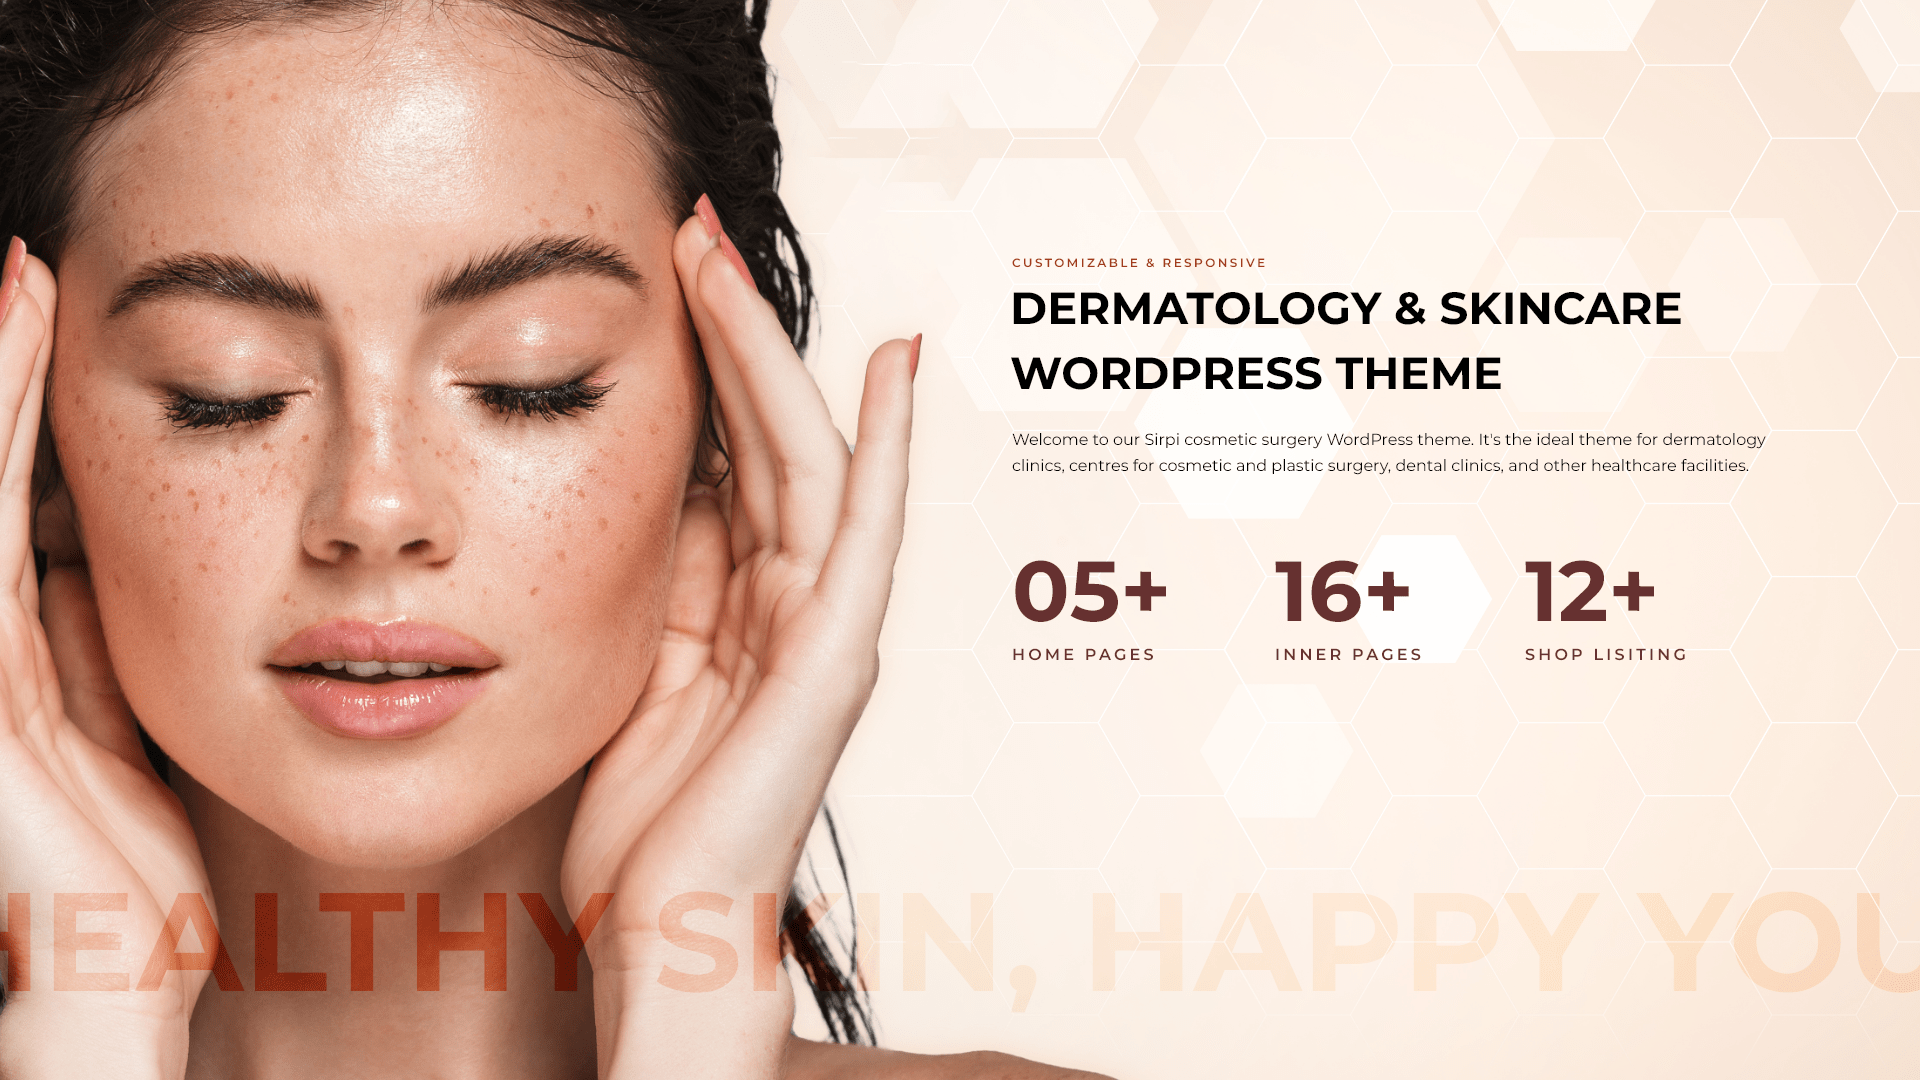 CUSTOMIZABLE & RESPONSIVE
DERMATOLOGY & SKINCARE
WORDPRESS THEME
Welcome to our Sirpi cosmetic surgery WordPress theme. It's the ideal theme for dermatology
clinics, centres for cosmetic and plastic surgery, dental clinics, and other healthcare facilities.
05+ 16+ 12+
HOME PAGES INNER PAGES SHOP LISITING
HEALTHY SKIN, HAPPY YOU